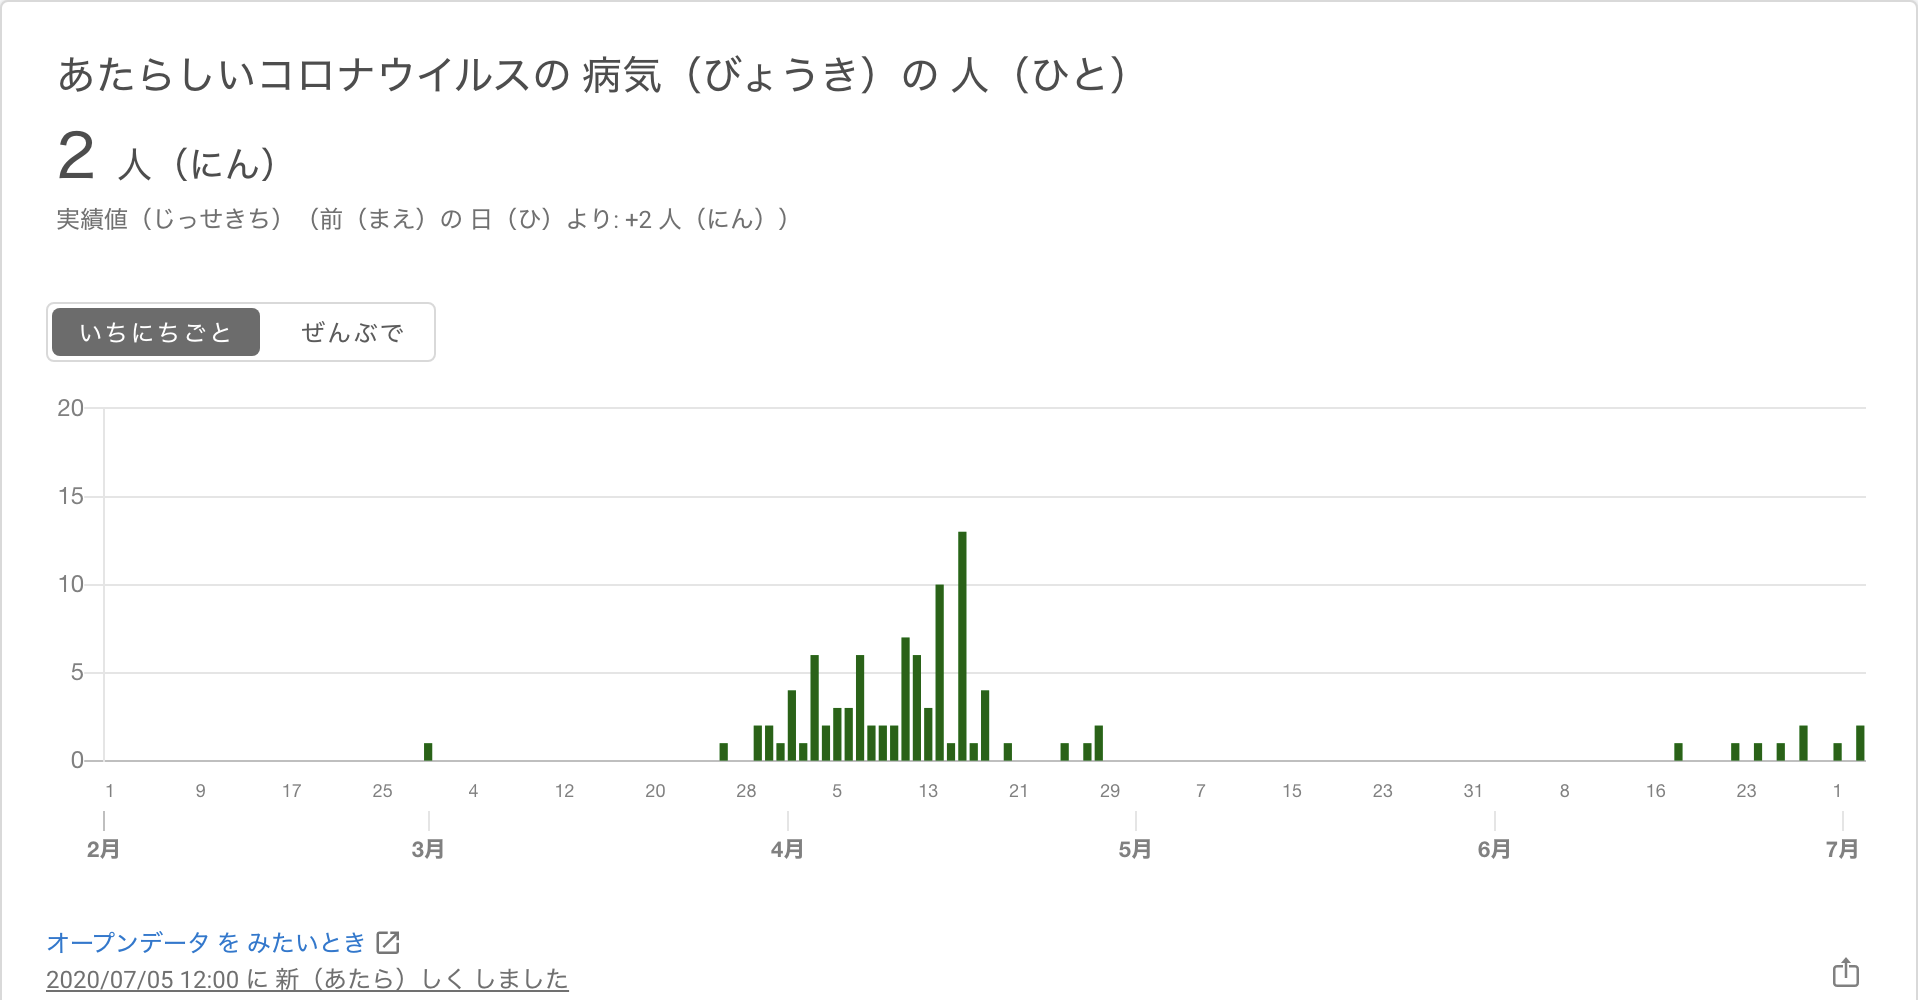 あたらしいコロナウイルスの 病気（びょうき）の 人（ひと）
2 人（にん）
実績値（じっせきち）（前（まえ）の 日（ひ）より: +2 人（にん））
いちにちごと ぜんぶで
20
15
10
5
0
1 9 17 25 4 12 20 28 5 13 21 29 7 15 23 31 8 16 23 1
2月 3月 4月 5月 6月 7月
オープンデータ を みたいとき
2020/07/05 12:00 に 新（あたら）しく しました